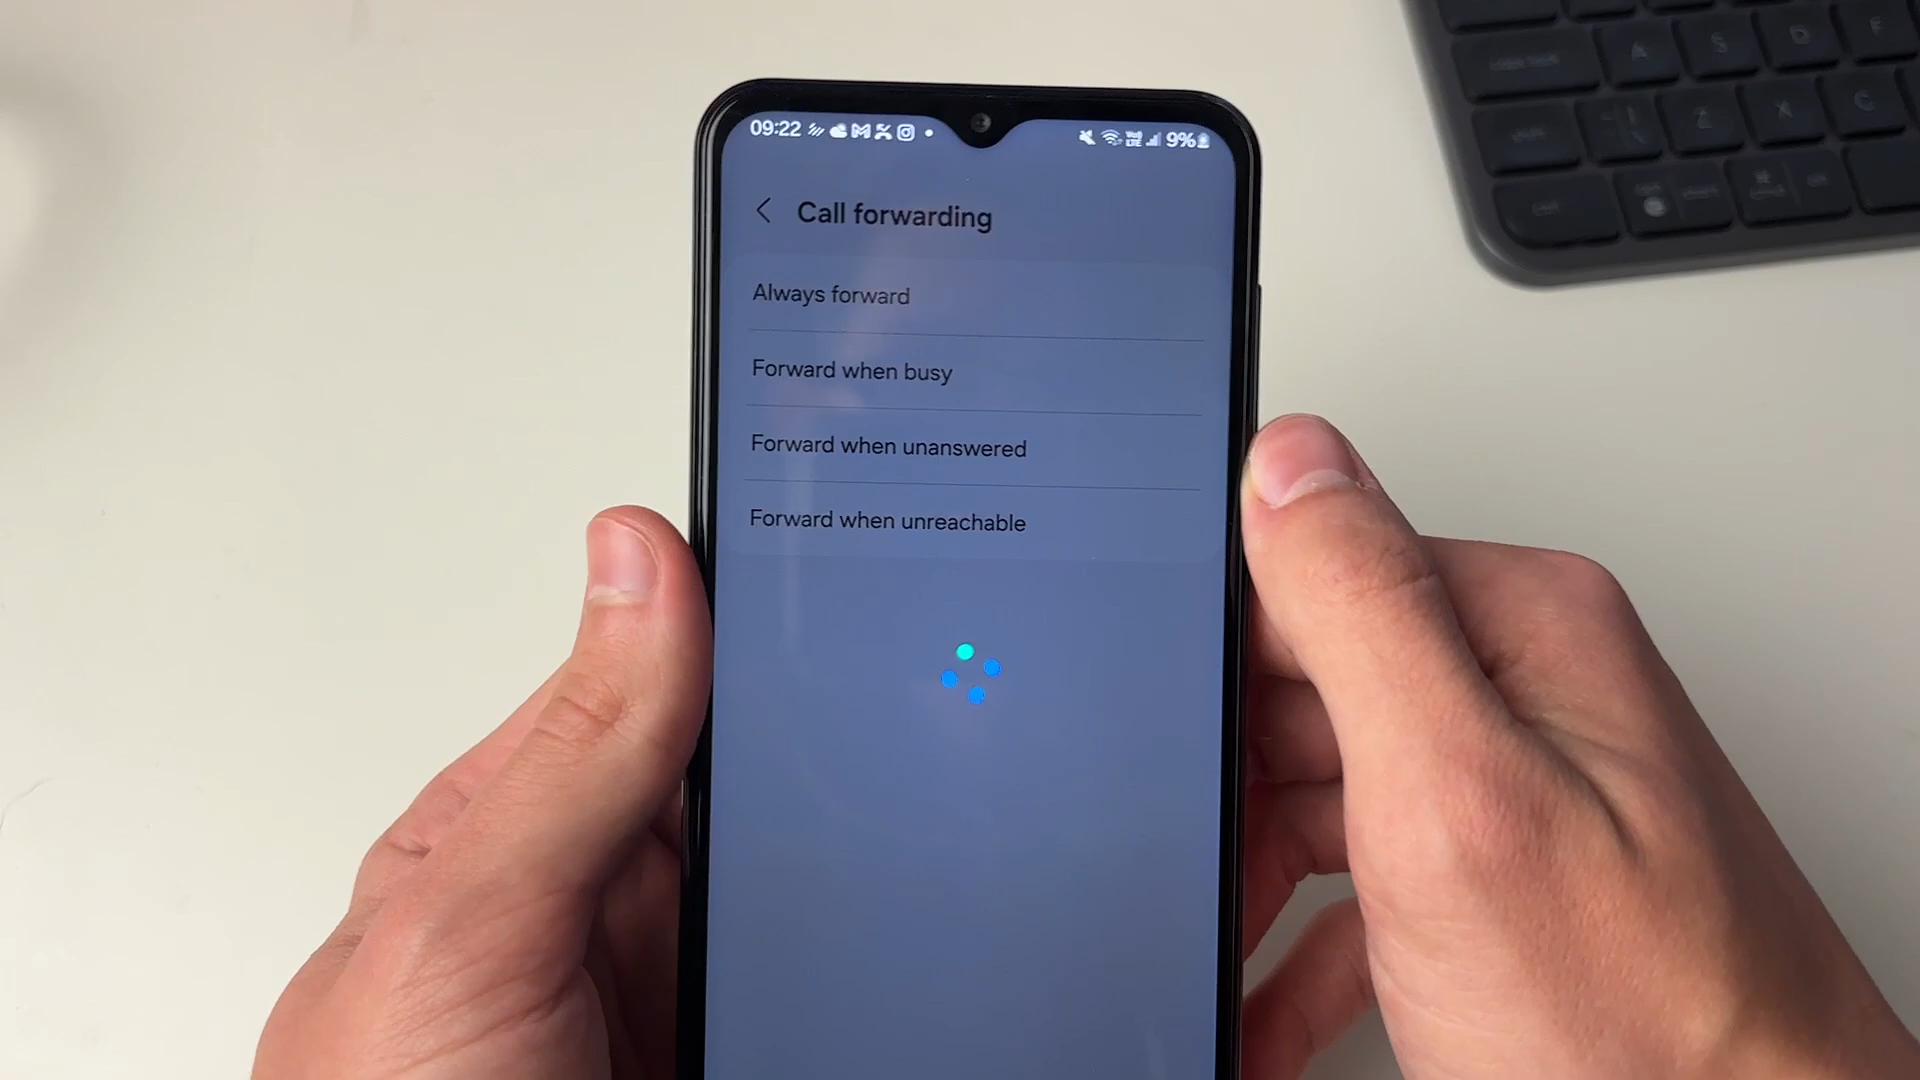 09:22
9%
Call forwarding
Always forward
Forward when busy
Forward when unanswered
Forward when unreachable
A S D F
Z X C